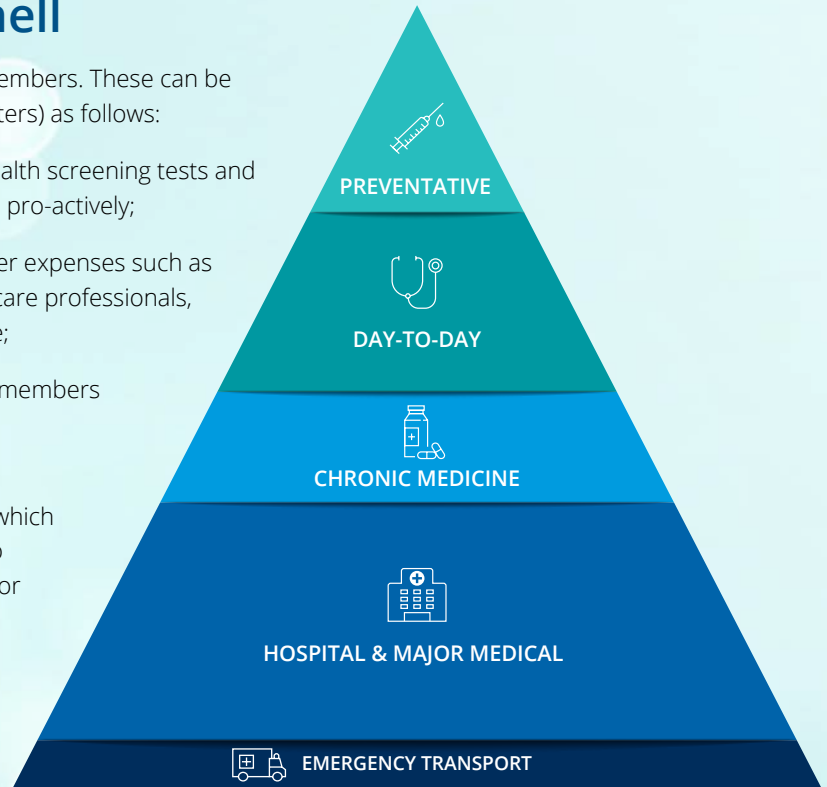 embers. These can be
ters) as follows:
alth screening tests and
pro-actively;
er expenses such as
care professionals,
members
which
or
PREVENTATIVE
DAY-TO-DAY
CHRONIC MEDICINE
HOSPITAL & MAJOR MEDICAL
EMERGENCY TRANSPORT